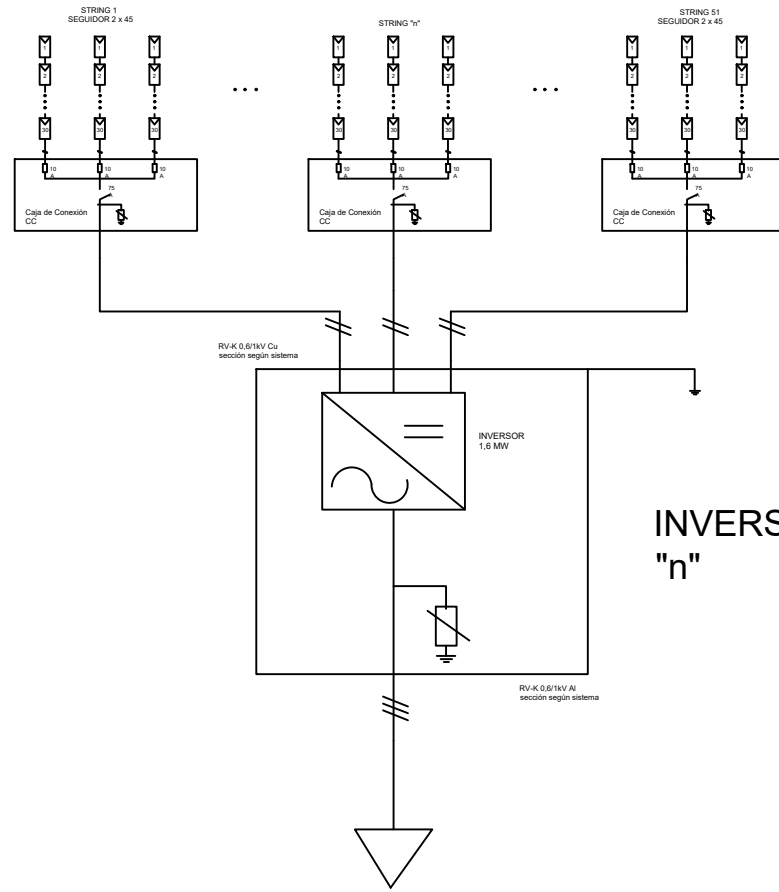 STRING 1
SEGUIDOR 2 x 45
STRING "n"
STRING 51
SEGUIDOR 2 x 45
1 1 1
2 2 2
30 30 30
1 1 1
2 2 2
30 30 30
1 1 1
2 2 2
30 30 30
10 A 10 A 10 A
75 A
Caja de Conexión
CC
10 A 10 A 10 A
75 A
Caja de Conexión
CC
10 A 10 A 10 A
75 A
Caja de Conexión
CC
RV-K 0,6/1kV Cu
sección según sistema
INVERSOR
1,6 MW
INVERS
"n"
RV-K 0,6/1kV Al
sección según sistema